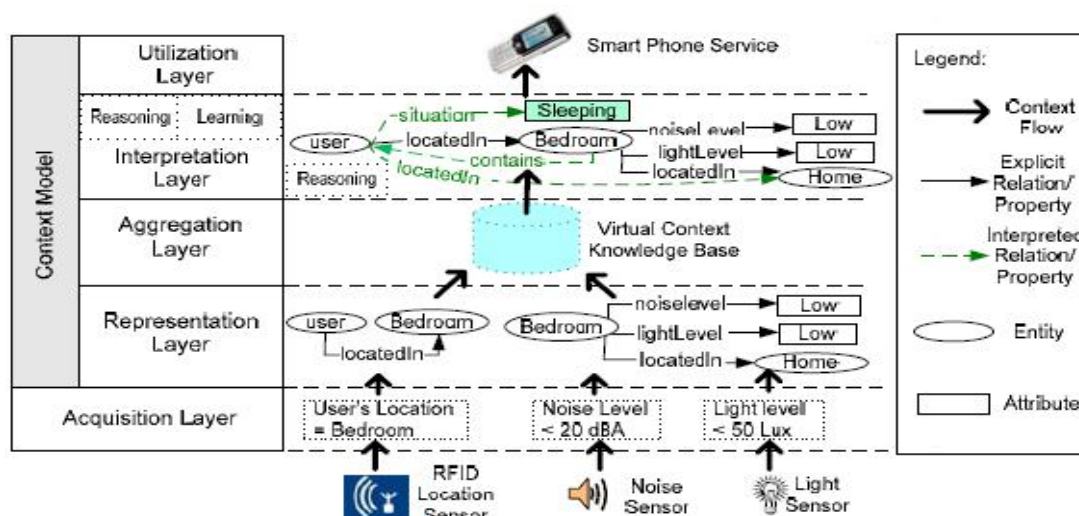 Smart Phone Service
Context Model
Utilization
Layer
Reasoning
Learning
Interpretation
Layer
Reasoning
situation
Sleeping
user
locatedIn
Bedroom
noiseLevel
Low
lightLevel
Low
contains
locatedIn
locatedIn
Home
Aggregation
Layer
Virtual Context
Knowledge Base
Representation
Layer
user
Bedroom
locatedIn
Bedroom
noiselevel
Low
lightLevel
Low
locatedIn
Home
Acquisition Layer
User's Location
= Bedroom
Noise Level
< 20 dBA
Light level
< 50 Lux
RFID
Location
Sensor
Noise
Sensor
Light
Sensor
Legend:
Context
Flow
Explicit
Relation/
Property
Interpreted
Relation/
Property
Entity
Attribute